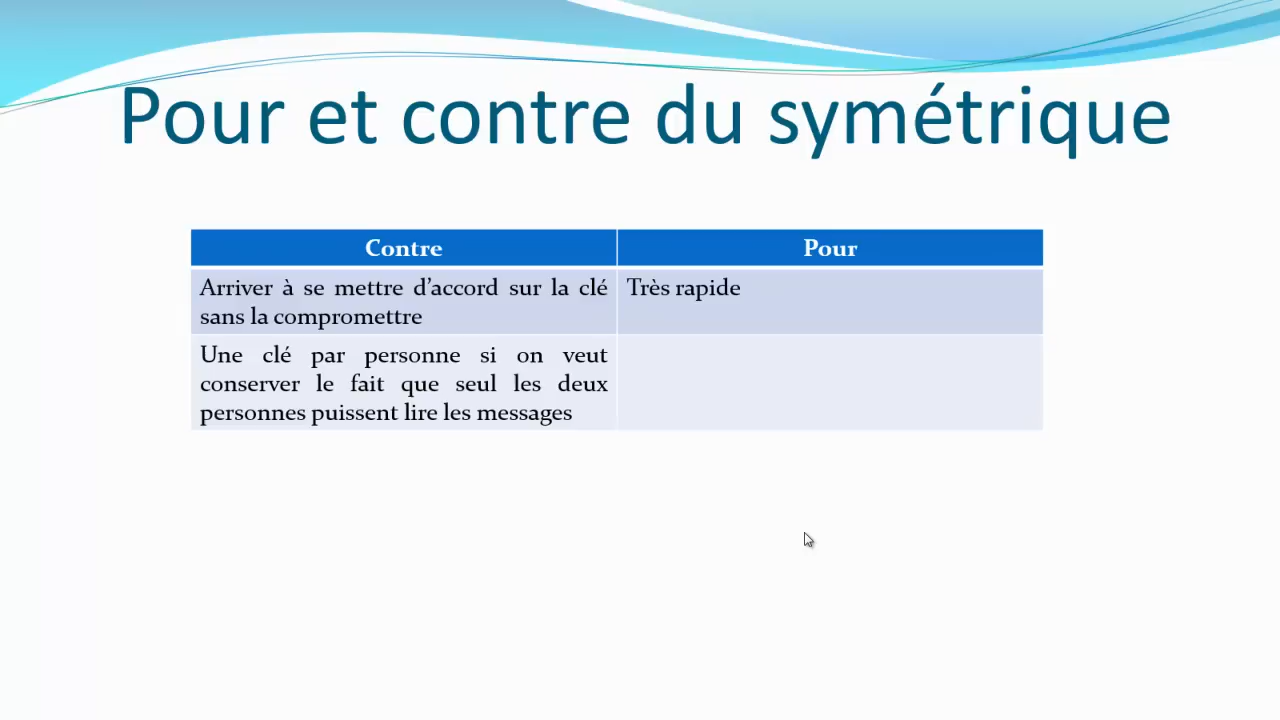 Pour et contre du symétrique
Contre
Pour
Arriver à se mettre d’accord sur la clé
sans la compromettre
Très rapide
Une clé par personne si on veut
conserver le fait que seul les deux
personnes puissent lire les messages